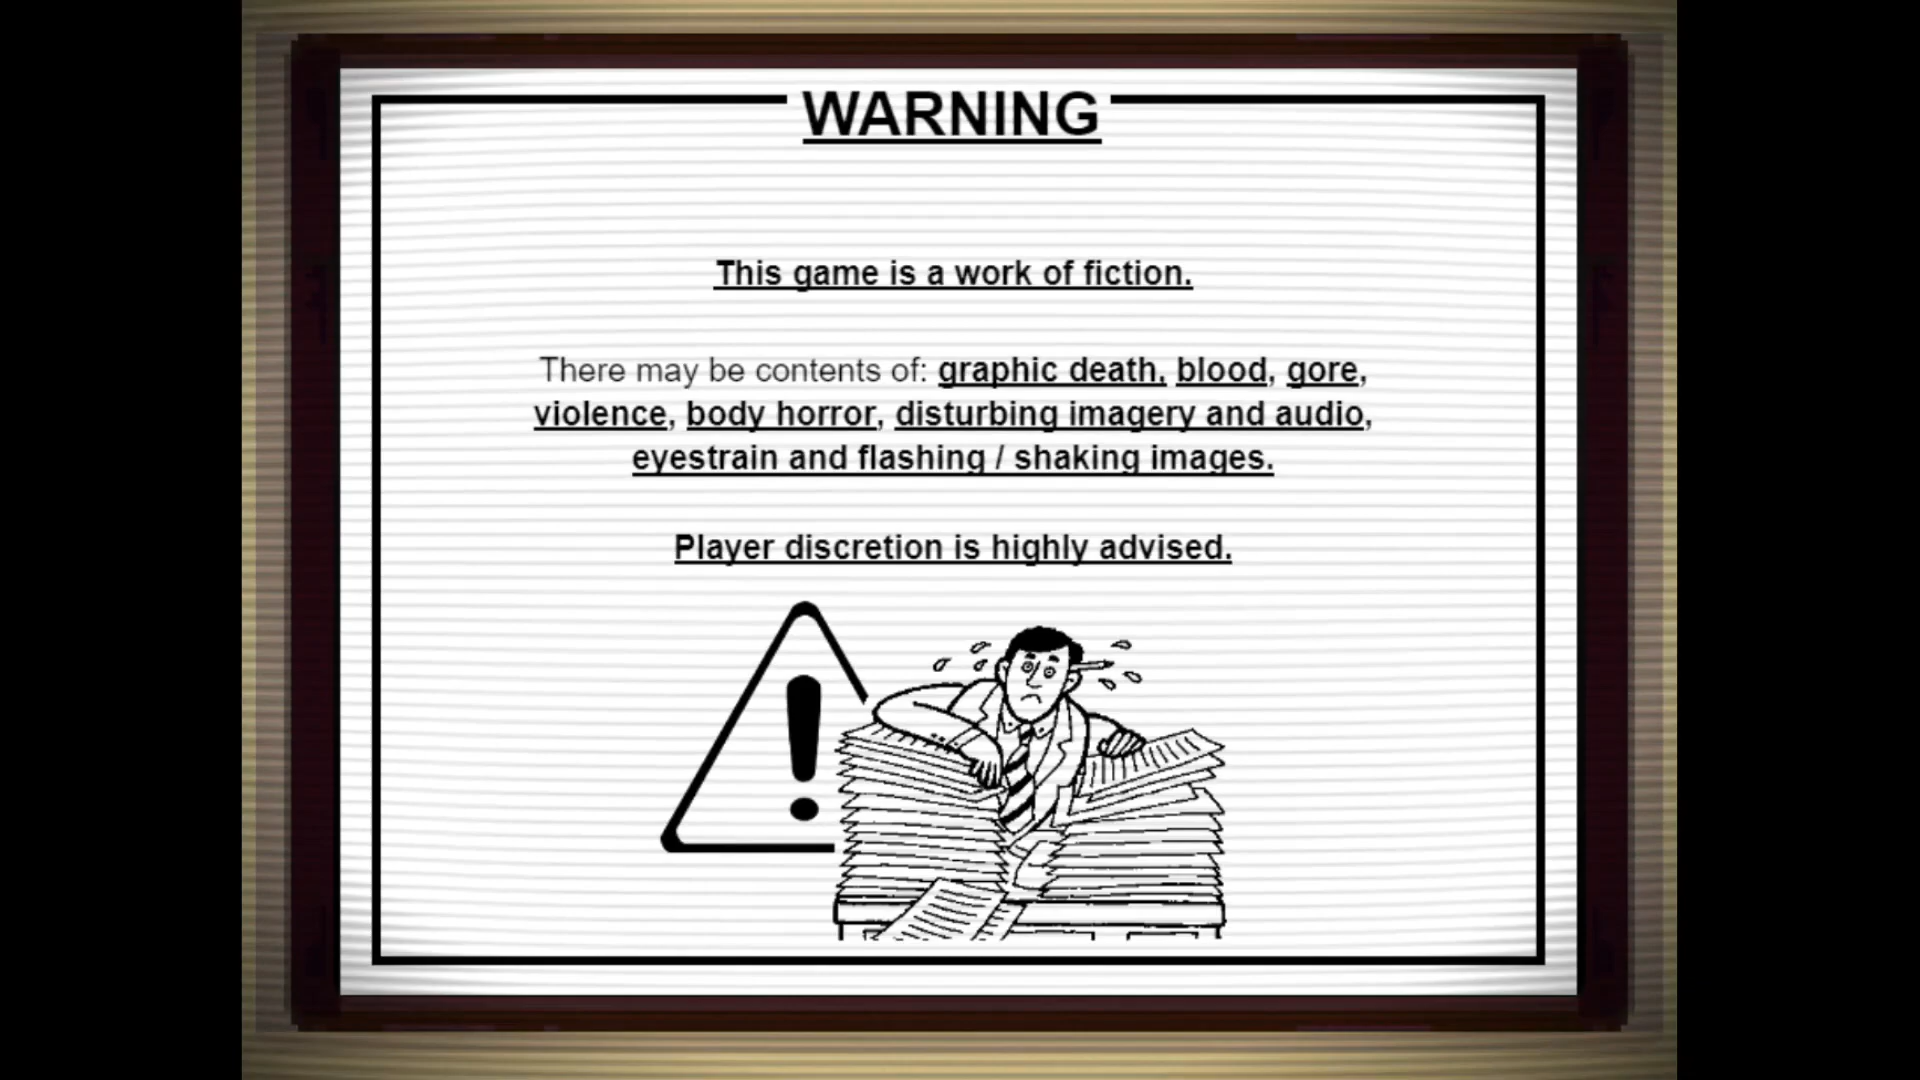 WARNING
This game is a work of fiction.
There may be contents of: graphic death, blood, gore,
violence, body horror, disturbing imagery and audio,
eyestrain and flashing / shaking images.
Player discretion is highly advised.
!